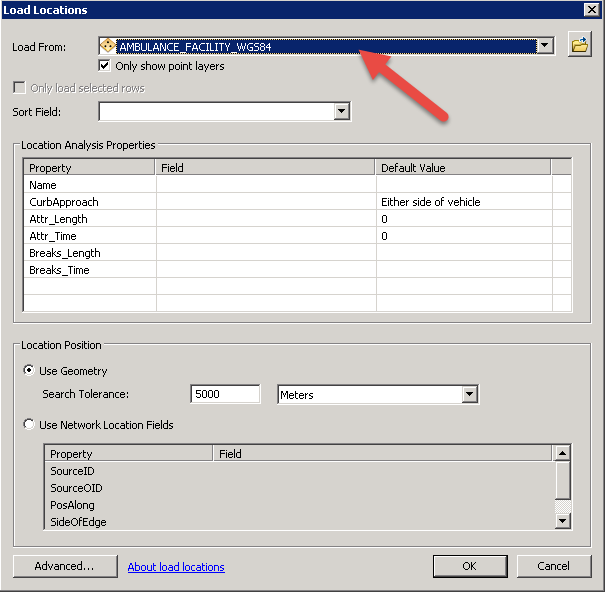 Load Locations
Load From: AMBULANCE_FACILITY_WGS84
Only show point layers
Only load selected rows
Sort Field:
Location Analysis Properties
Property Field Default Value
Name
CurbApproach Either side of vehicle
Attr_Length 0
Attr_Time 0
Breaks_Length
Breaks_Time
Location Position
Use Geometry
Search Tolerance: 5000 Meters
Use Network Location Fields
Property Field
SourceID
SourceOID
PosAlong
SideOfEdge
Advanced... About load locations OK Cancel